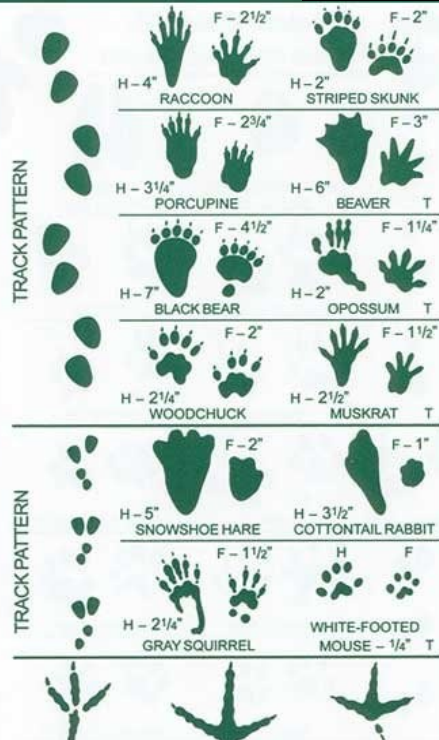 TRACK PATTERN
F – 2½"
H – 4"
RACCOON
F – 2"
H – 2"
STRIPED SKUNK
F – 2¾"
H – 3¼"
PORCUPINE
F – 3"
H – 6"
BEAVER T
F – 4½"
H – 7"
BLACK BEAR
F – 1¼"
H – 2"
OPOSSUM T
F – 2"
H – 2¼"
WOODCHUCK
F – 1½"
H – 2½"
MUSKRAT T
TRACK PATTERN
F – 2"
H – 5"
SNOWSHOE HARE
F – 1"
H – 3½"
COTTONTAIL RABBIT
F – 1½"
H – 2¼"
GRAY SQUIRREL
H F
WHITE-FOOTED
MOUSE – ¼" T